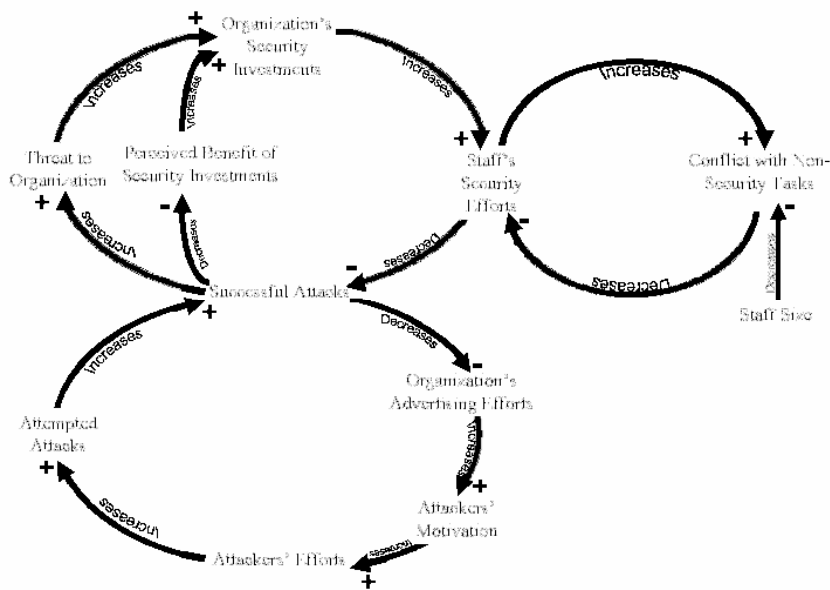 +
Organization's
Security
Investments
+
Increases
Increases
Increases
Increases
+
Threat to
Organization
+
Perceived Benefit of
Security Investments
-
+
Staff's
Security
Efforts
-
+
Conflict with Non-
Security Tasks
-
Increases
Decreases
Decreases
-
Decreases
Decreases
Staff Size
Successful Attacks
+
Increases
Decreases
-
Organization's
Advertising Efforts
Increases
Attempted
Attacks
+
+
Attackers'
Motivation
Increases
Increases
Attackers' Efforts
+